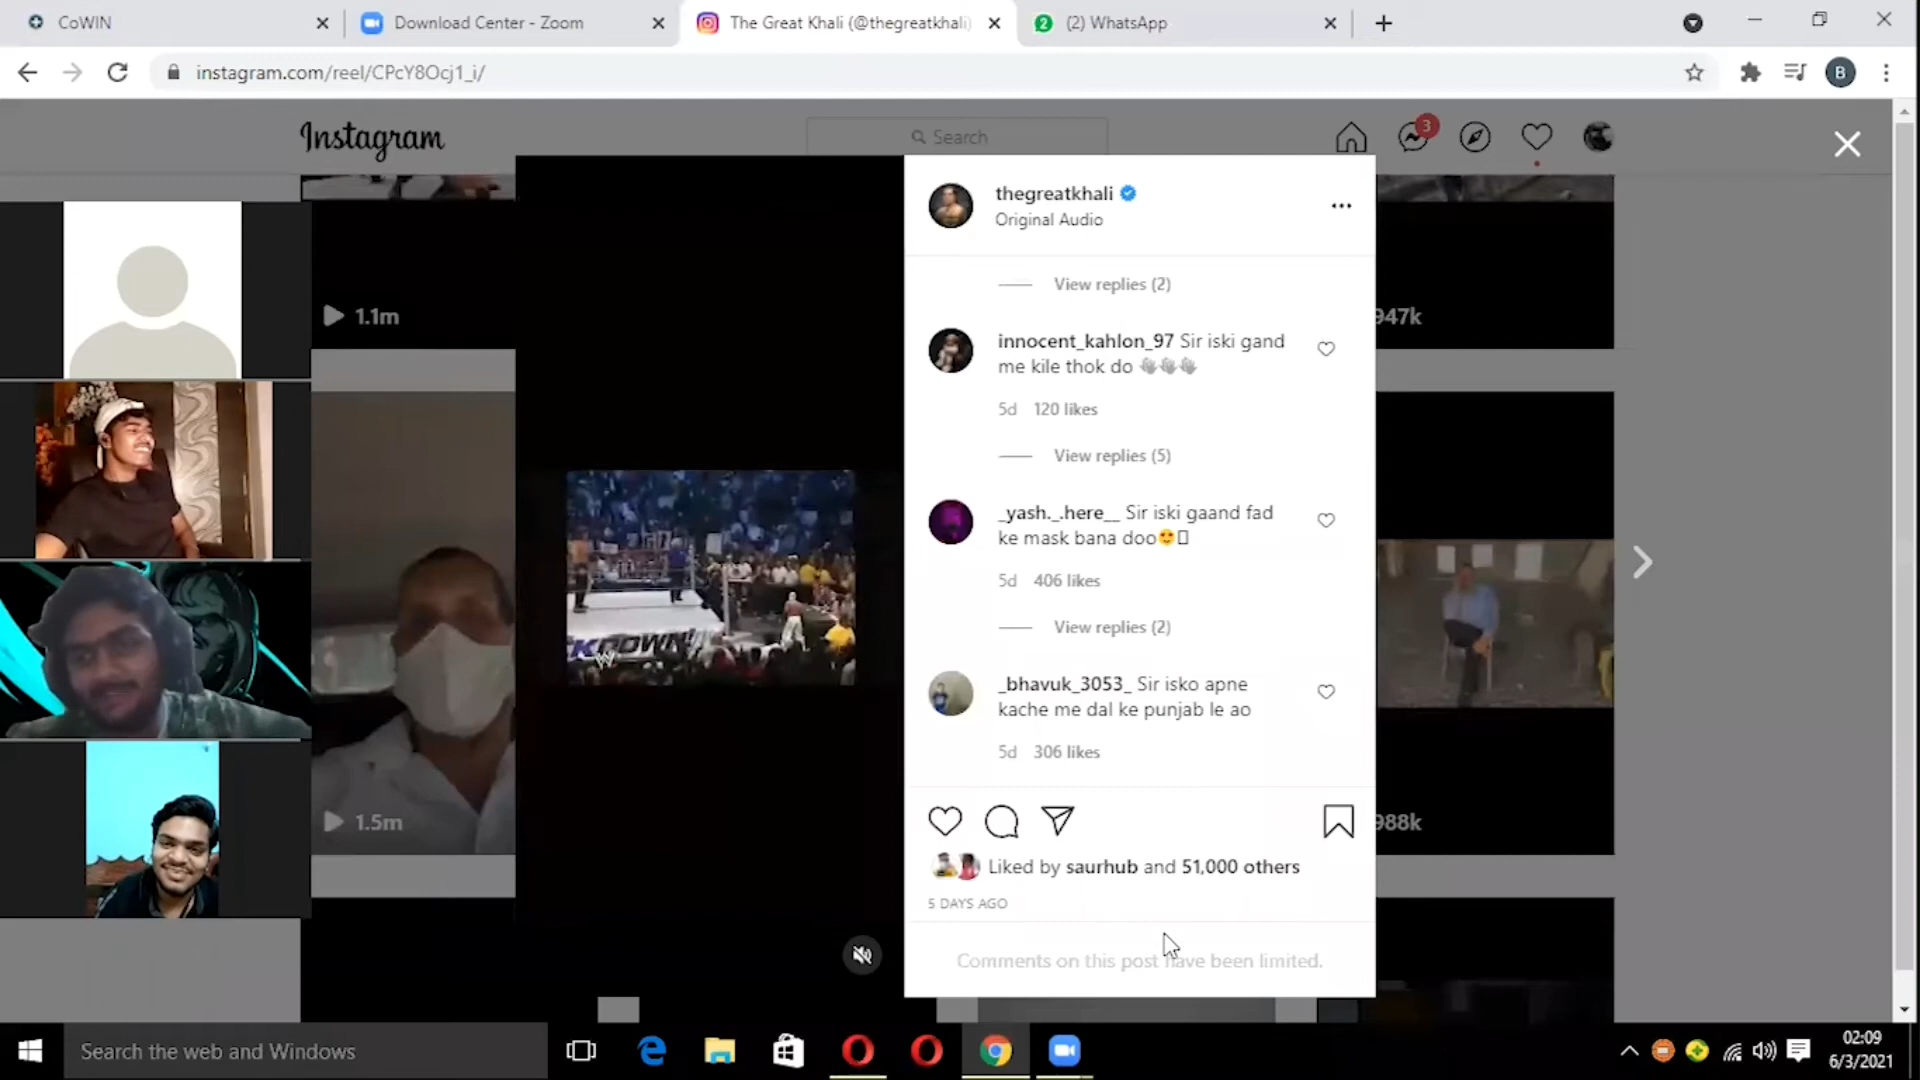 CoWIN
Download Center - Zoom
The Great Khali (@thegreatkhali)
2
(2) WhatsApp
instagram.com/reel/CPcY8Ocj1_i/
B
Instagram
Search
3
thegreatkhali
Original Audio
View replies (2)
1.1m
947k
innocent_kahlon_97 Sir iski gand
me kile thok do 👋👋👋
5d 120 likes
View replies (5)
_yash._.here__ Sir iski gaand fad
ke mask bana doo😍
5d 406 likes
View replies (2)
KDOWN!
_bhavuk_3053_ Sir isko apne
kache me dal ke punjab le ao
5d 306 likes
1.5m
988k
Liked by saurhub and 51,000 others
5 DAYS AGO
Comments on this post have been limited.
Search the web and Windows
02:09
6/3/2021